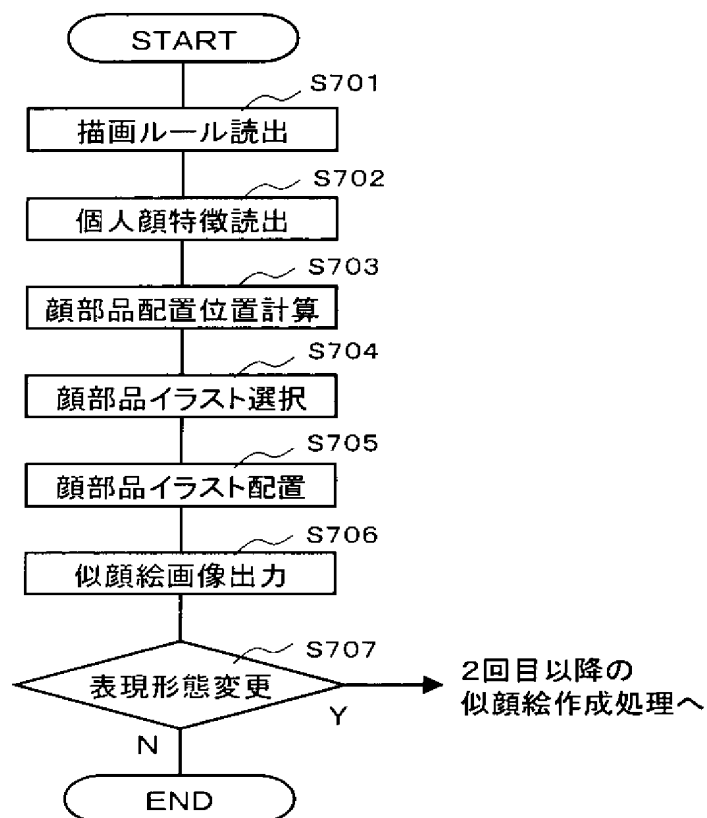 START
S701
描画ルール読出
S702
個人顔特徴読出
S703
顔部品配置位置計算
S704
顔部品イラスト選択
S705
顔部品イラスト配置
S706
似顔絵画像出力
S707
表現形態変更
2回目以降の
似顔絵作成処理へ
Y
N
END